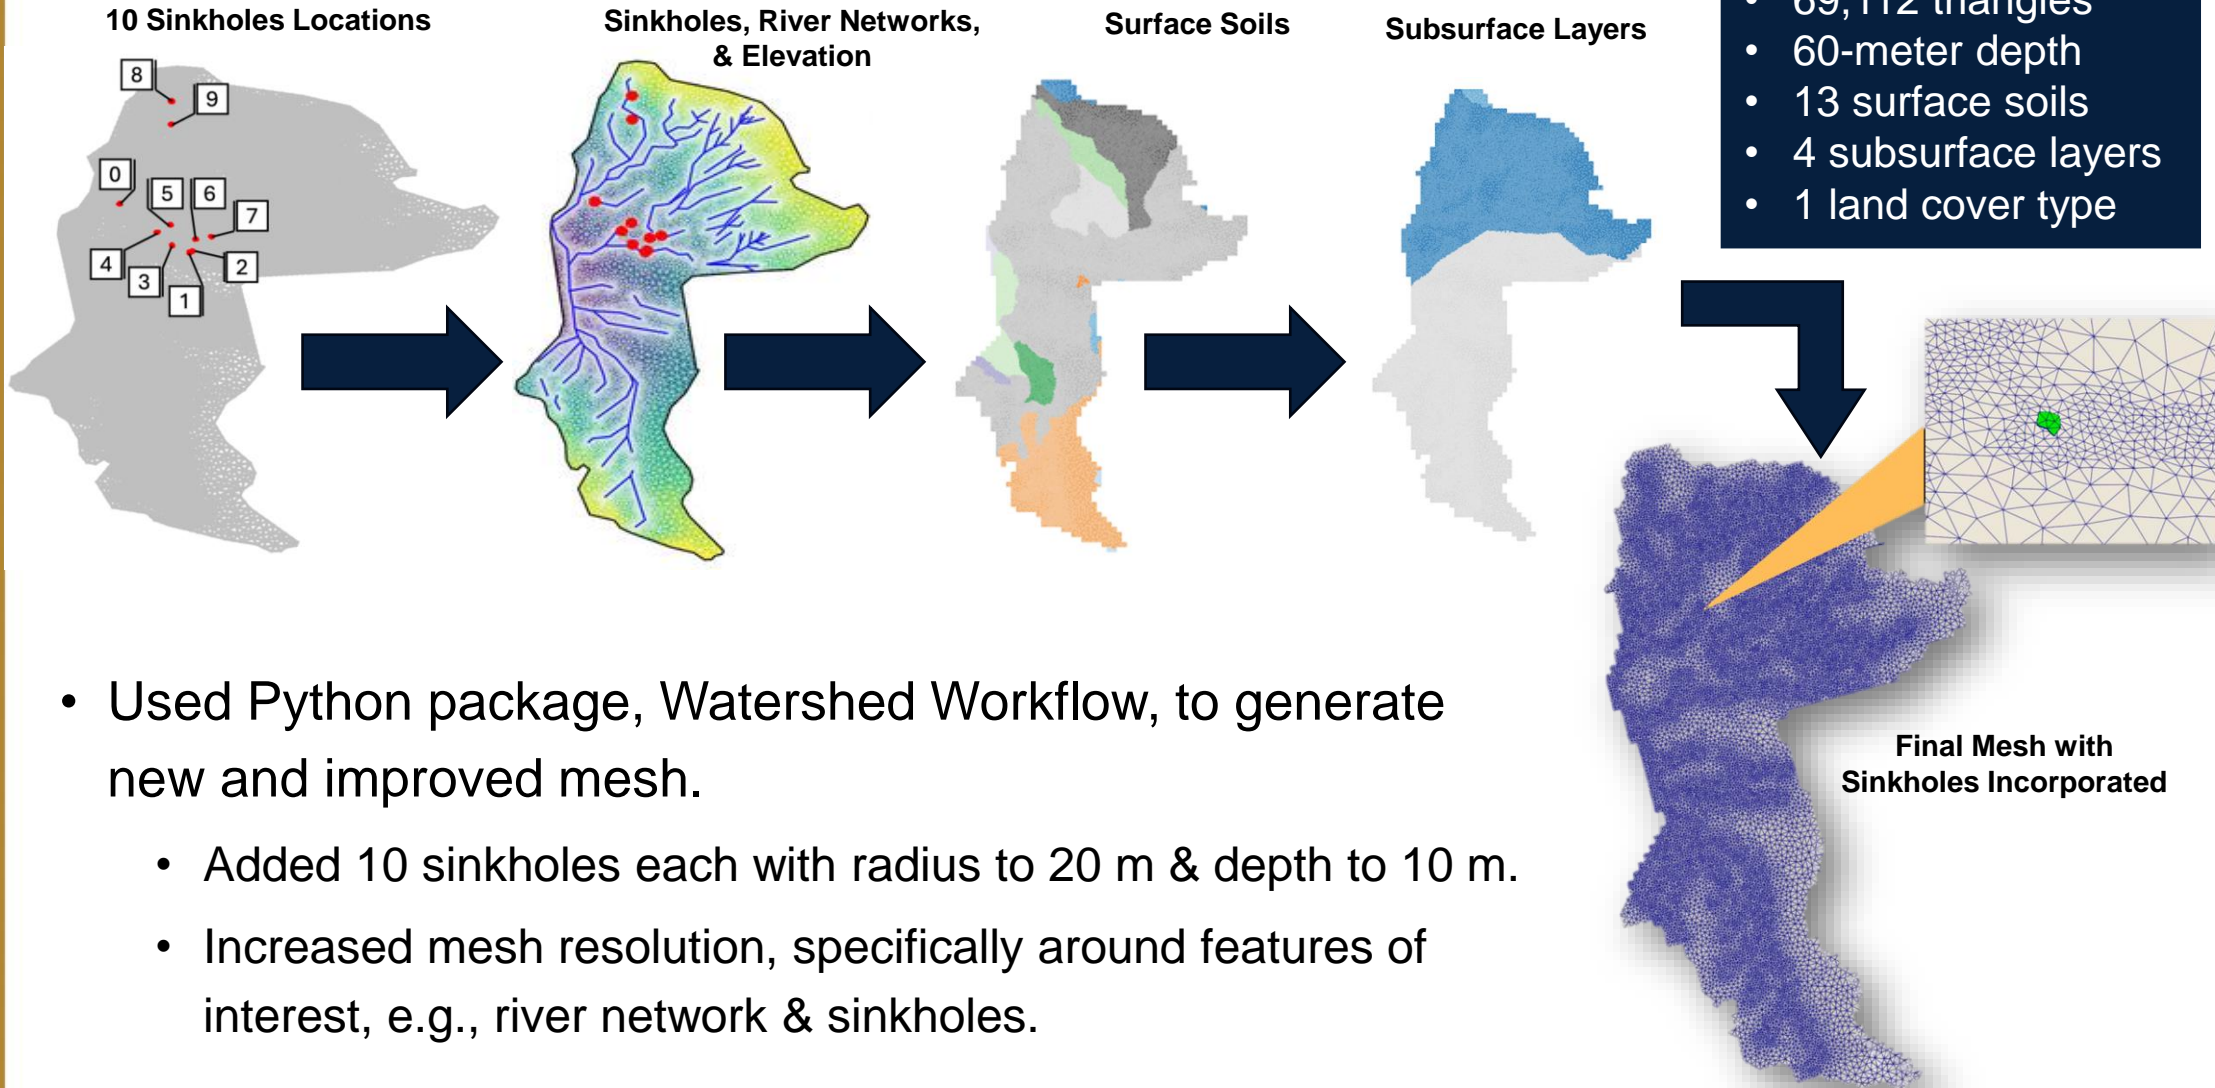 10 Sinkholes Locations
Sinkholes, River Networks,
& Elevation
Surface Soils
Subsurface Layers
• 69,112 triangles
• 60-meter depth
• 13 surface soils
• 4 subsurface layers
• 1 land cover type
8
9
0
5
6
7
4
3
2
1
• Used Python package, Watershed Workflow, to generate
new and improved mesh.
• Added 10 sinkholes each with radius to 20 m & depth to 10 m.
• Increased mesh resolution, specifically around features of
interest, e.g., river network & sinkholes.
Final Mesh with
Sinkholes Incorporated